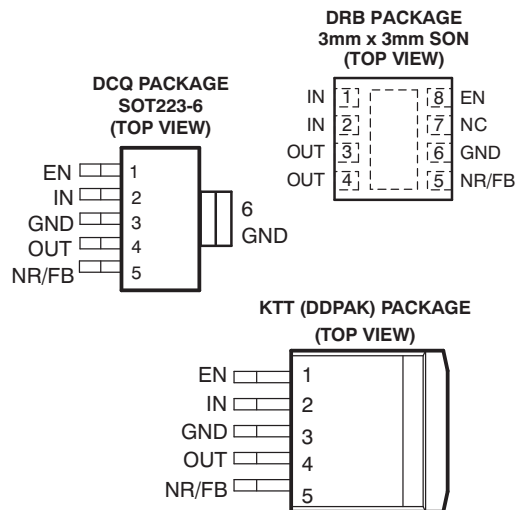 DRB PACKAGE
3mm x 3mm SON
(TOP VIEW)
IN 1 8 EN
IN 2 7 NC
OUT 3 6 GND
OUT 4 5 NR/FB
DCQ PACKAGE
SOT223-6
(TOP VIEW)
EN 1
IN 2
GND 3
OUT 4
NR/FB 5
6
GND
KTT (DDPAK) PACKAGE
(TOP VIEW)
EN 1
IN 2
GND 3
OUT 4
NR/FB 5